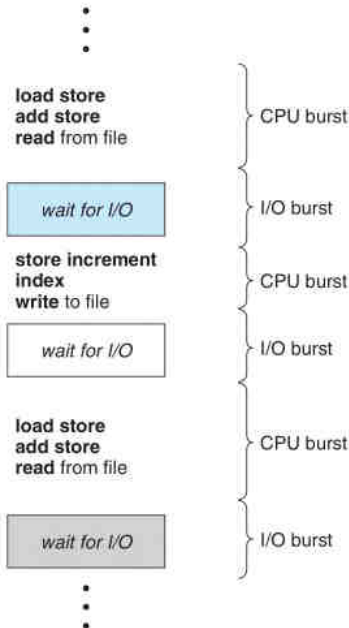 load store
add store
read from file
CPU burst
wait for I/O
I/O burst
store increment
index
write to file
CPU burst
wait for I/O
I/O burst
load store
add store
read from file
CPU burst
wait for I/O
I/O burst